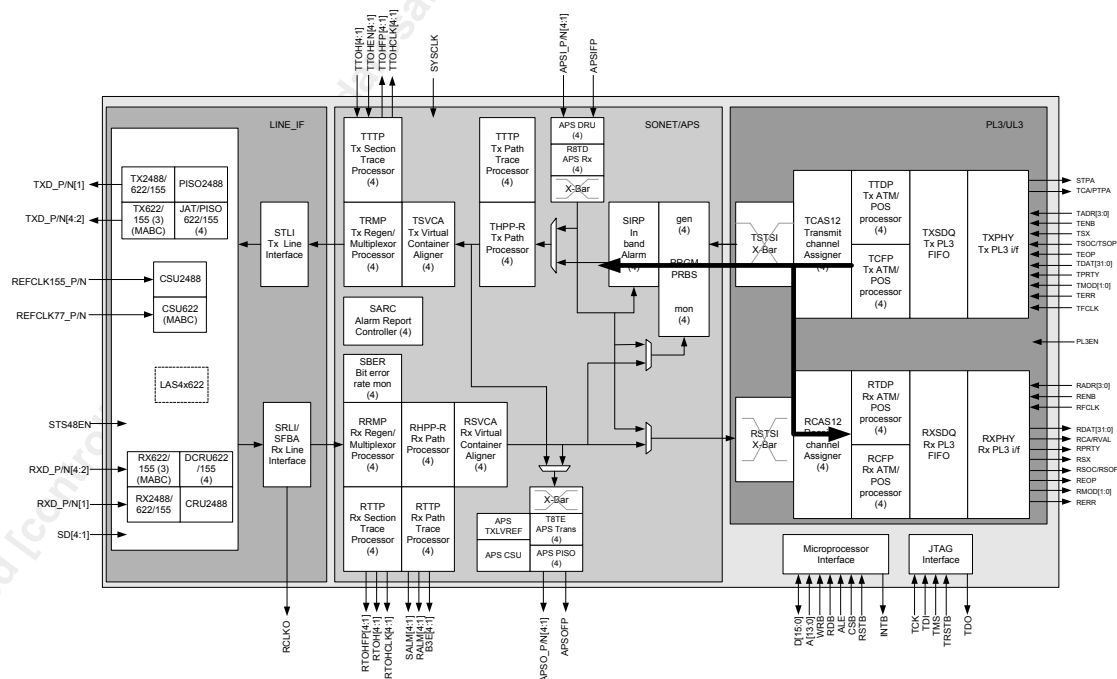 TTOH[4:1]
TTOHEN[4:1]
TTOHFP[4:1]
TTOHCLK[4:1]
SYSCLK
APSI_P/N[4:1]
APSIFP
LINE_IF
SONET/APS
PL3/UL3
TXD_P/N[1]
TXD_P/N[4:2]
REFCLK155_P/N
REFCLK77_P/N
STS48EN
RXD_P/N[4:2]
RXD_P/N[1]
SD[4:1]
TX2488/
622/155
PISO2488
TX622/
155 (3)
(MABC)
JAT/PISO
622/155
(4)
CSU2488
CSU622
(MABC)
LAS4x622
RX622/
155 (3)
(MABC)
DCRU622
/155
(4)
RX2488/
622/155
CRU2488
STLI
Tx Line
Interface
SRLI/
SFBA
Rx Line
Interface
TTTP
Tx Section
Trace
Processor
(4)
TRMP
Tx Regen/
Multiplexor
Processor
(4)
TSVCA
Tx Virtual
Container
Aligner
(4)
SARC
Alarm Report
Controller (4)
SBER
Bit error
rate mon
(4)
RRMP
Rx Regen/
Multiplexor
Processor
(4)
RHPP-R
Rx Path
Processor
(4)
RSVCA
Rx Virtual
Container
Aligner
(4)
RTTP
Rx Section
Trace
Processor
(4)
RTTP
Rx Path
Trace
Processor
(4)
TTTP
Tx Path
Trace
Processor
(4)
THPP-R
Tx Path
Processor
(4)
APS DRU
(4)
R8TD
APS Rx
(4)
X-Bar
SIRP
In
band
Alarm
gen
(4)
PRBS
mon
(4)
X-Bar
APS
TXLVREF
T8TE
APS Trans
(4)
APS CSU
APS PISO
(4)
TSTSI
X-Bar
TCAS12
Transmit
channel
Assigner
(4)
TTDP
Tx ATM/
POS
processor
(4)
TCFP
Tx ATM/
POS
processor
(4)
TXSDQ
Tx PL3
FIFO
TXPHY
Tx PL3 i/f
RSTSI
X-Bar
RCAS12
channel
Assigner
(4)
RTDP
Rx ATM/
POS
processor
(4)
RCFP
Rx ATM/
POS
processor
(4)
RXSDQ
Rx PL3
FIFO
RXPHY
Rx PL3 i/f
STPA
TCA/PTPA
TADR[3:0]
TENB
TSX
TSOC/TSOP
TEOP
TDAT[31:0]
TPRTY
TMOD[1:0]
TERR
TFCLK
PL3EN
RADR[3:0]
RENB
RFCLK
RDAT[31:0]
RCA/RVAL
RPRTY
RSX
RSOC/RSOP
REOP
RMOD[1:0]
RERR
Microprocessor
Interface
JTAG
Interface
RCLKO
RTOHFP[4:1]
RTOH[4:1]
RTOHCLK[4:1]
SALM[4:1]
RALM[4:1]
B3E[4:1]
APSO_P/N[4:1]
APSOFP
D[15:0]
A[13:0]
WRB
RDB
ALE
CSB
RSTB
INTB
TCK
TDI
TMS
TRSTB
TDO